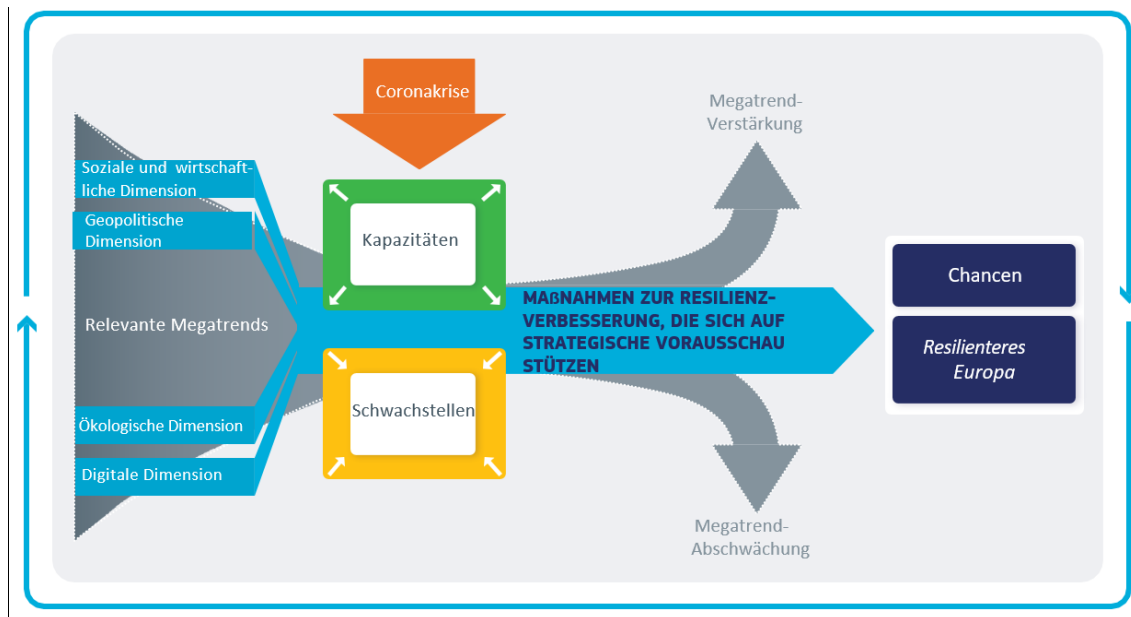 Coronakrise
Megatrend-
Verstärkung
Soziale und wirtschaft-
liche Dimension
Geopolitische
Dimension
Kapazitäten
Chancen
Relevante Megatrends
MAßNAHMEN ZUR RESILIENZ-
VERBESSERUNG, DIE SICH AUF
STRATEGISCHE VORAUSSCHAU
STÜTZEN
Resilienteres
Europa
Schwachstellen
Ökologische Dimension
Digitale Dimension
Megatrend-
Abschwächung